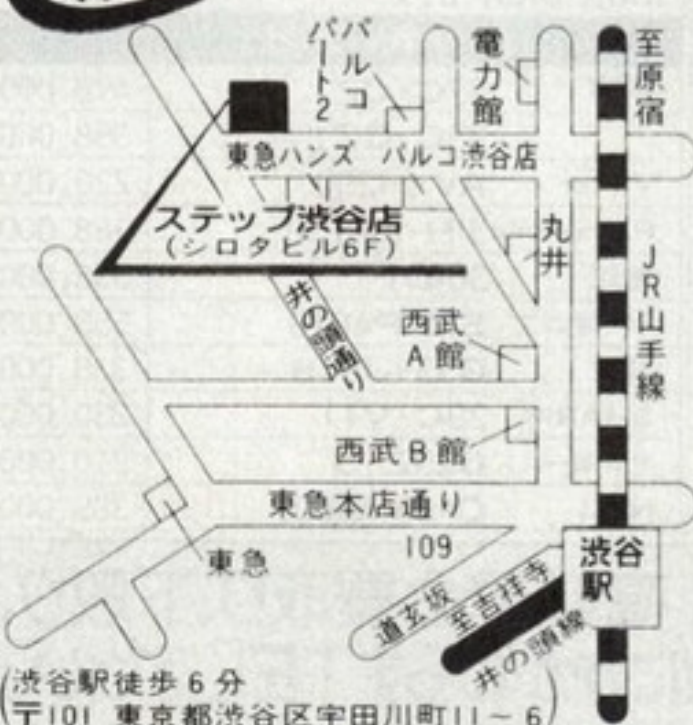 至原宿
電力館
パルコ
パート2
東急ハンズ パルコ渋谷店
ステップ渋谷店
(シロタビル6F)
丸井
JR山手線
井の頭通り
西武
A館
西武B館
東急本店通り
東急
109
渋谷
駅
道玄坂
至吉祥寺
井の頭線
(渋谷駅徒歩6分
〒101 東京都渋谷区宇田川町11～6)